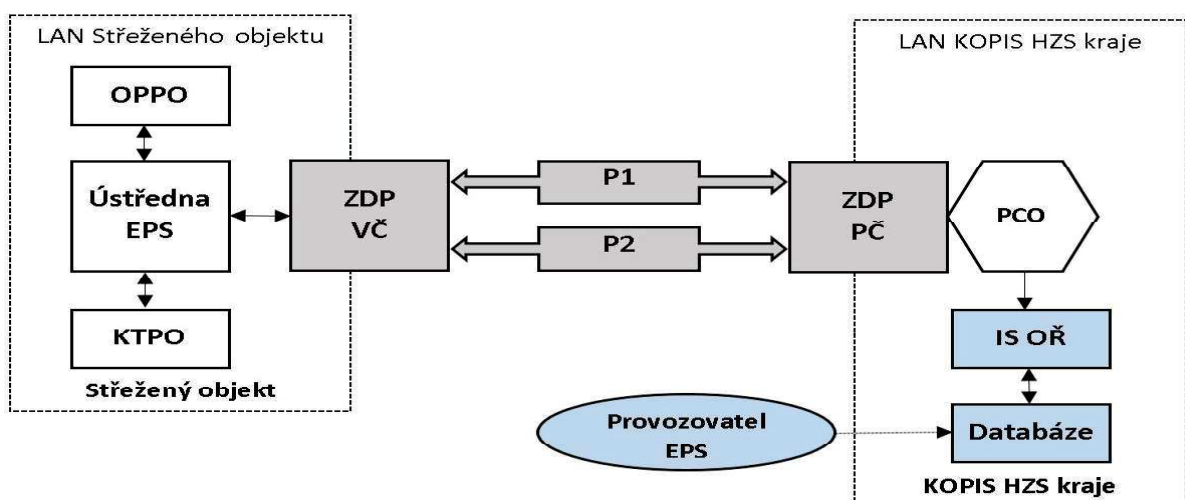 LAN Střeženého objektu
OPPO
Ústředna
EPS
KTPO
Střežený objekt
ZDP
VČ
P1
P2
LAN KOPIS HZS kraje
ZDP
PČ
PCO
IS OŘ
Databáze
Provozovatel
EPS
KOPIS HZS kraje